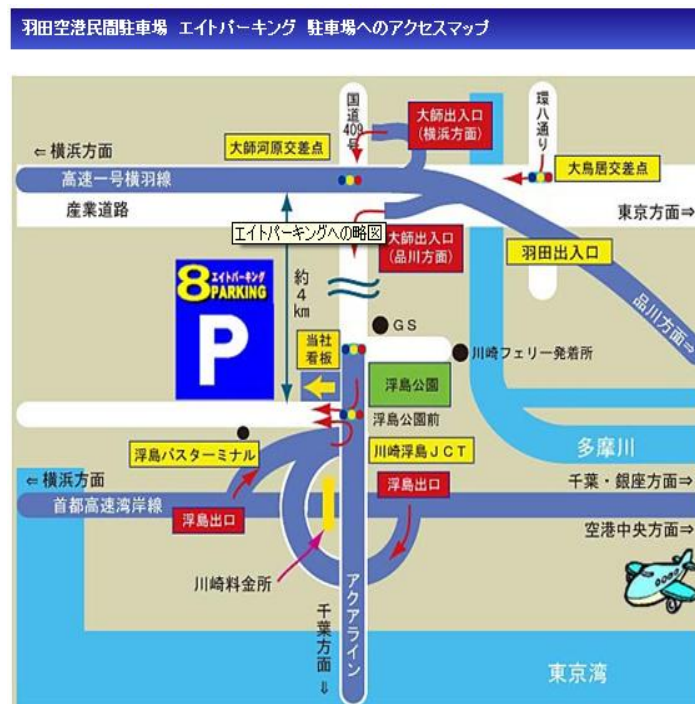 羽田空港民間駐車場 エイトパーキング 駐車場へのアクセスマップ
国道409号
大師出入口
(横浜方面)
環八通り
⇐横浜方面
大師河原交差点
大鳥居交差点
高速一号横羽線
産業道路
東京方面⇒
エイトパーキングへの略図
大師出入口
(品川方面)
羽田出入口
品川方面⇒
8エイトパーキング
PARKING
P
約4km
GS
当社
看板
川崎フェリー発着所
浮島公園
浮島公園前
浮島バスターミナル
川崎浮島JCT
多摩川
⇐横浜方面
浮島出口
千葉・銀座方面⇒
首都高速湾岸線
浮島出口
空港中央方面⇒
川崎料金所
アクアライン
千葉方面⇓
東京湾